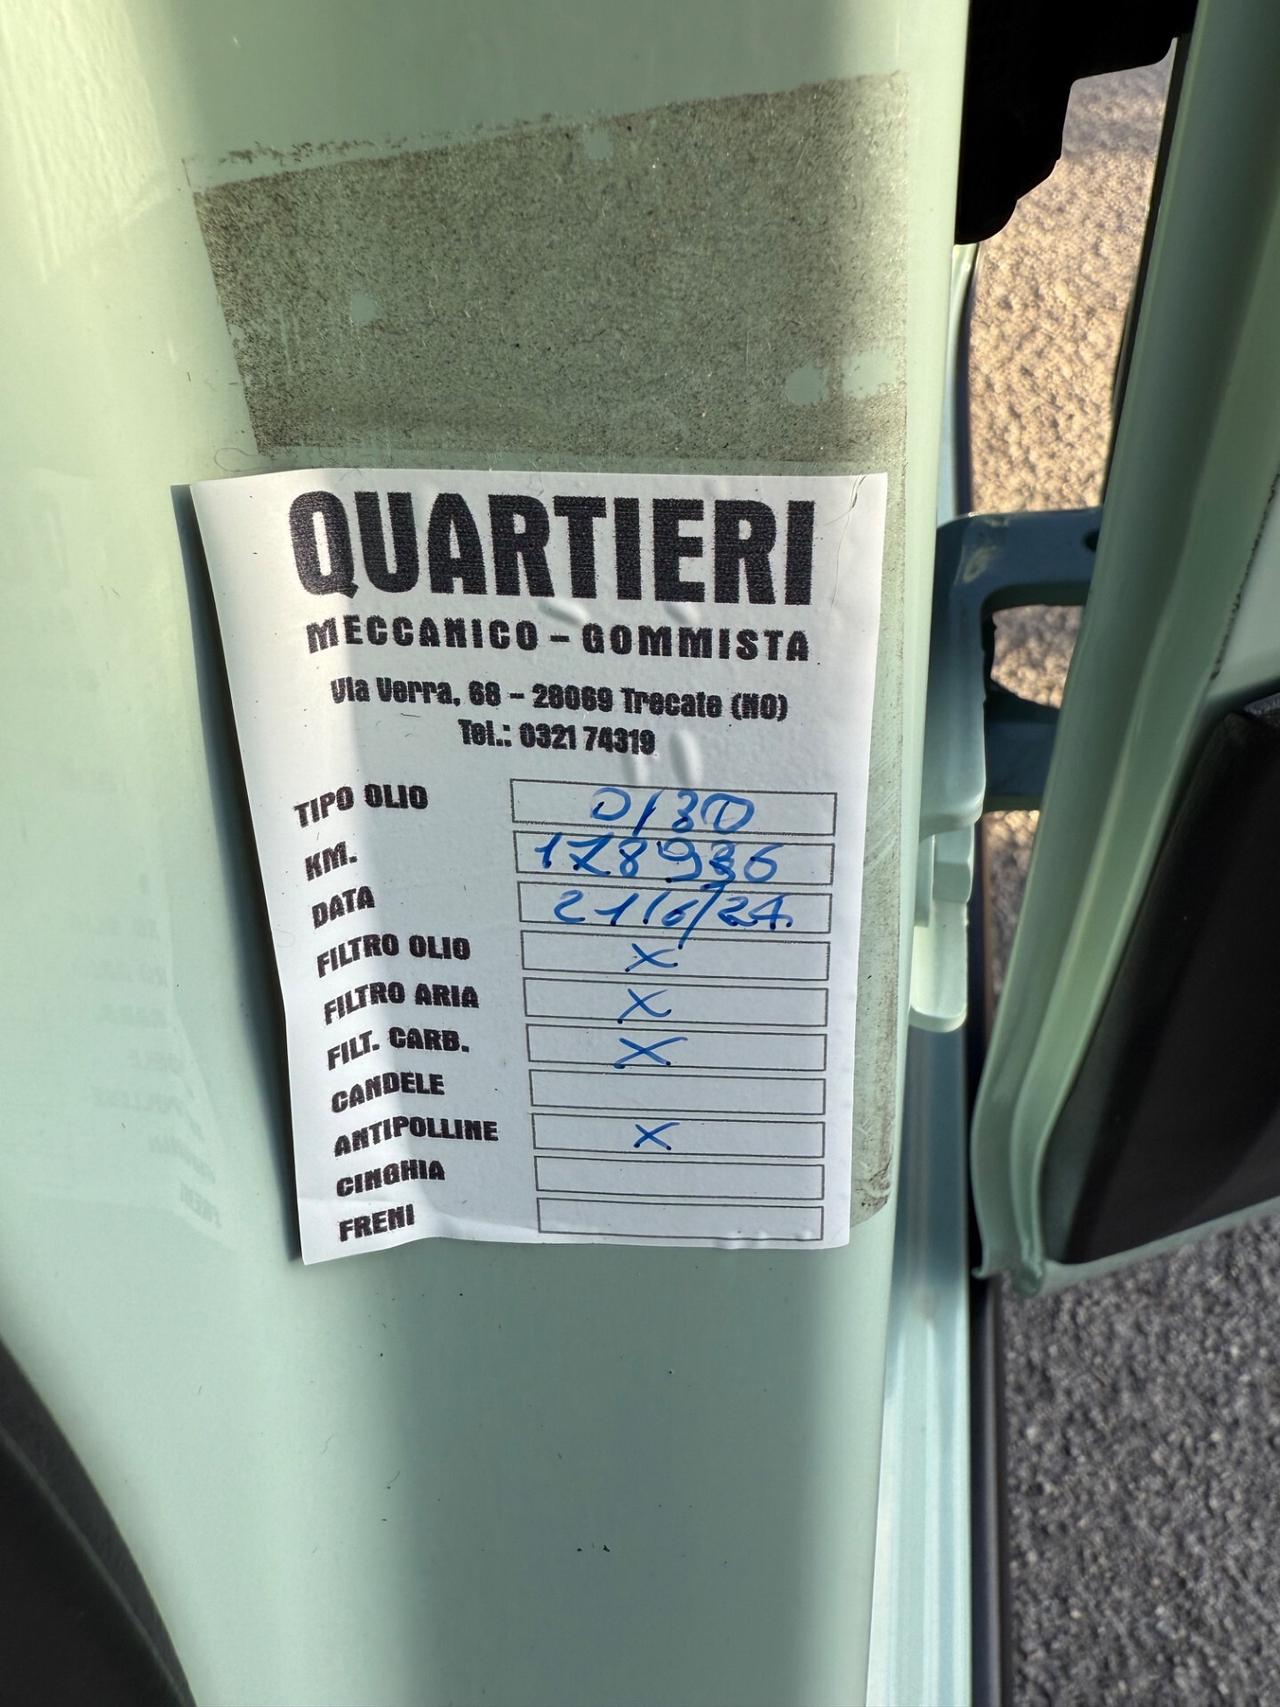 QUARTIERI
MECCANICO – GOMMISTA
Via Verra, 68 – 28069 Trecate (NO)
Tel.: 0321 74319
TIPO OLIO 0/30
KM. 178936
DATA 21/6/24
FILTRO OLIO X
FILTRO ARIA X
FILT. CARB. X
CANDELE
ANTIPOLLINE X
CINGHIA
FRENI